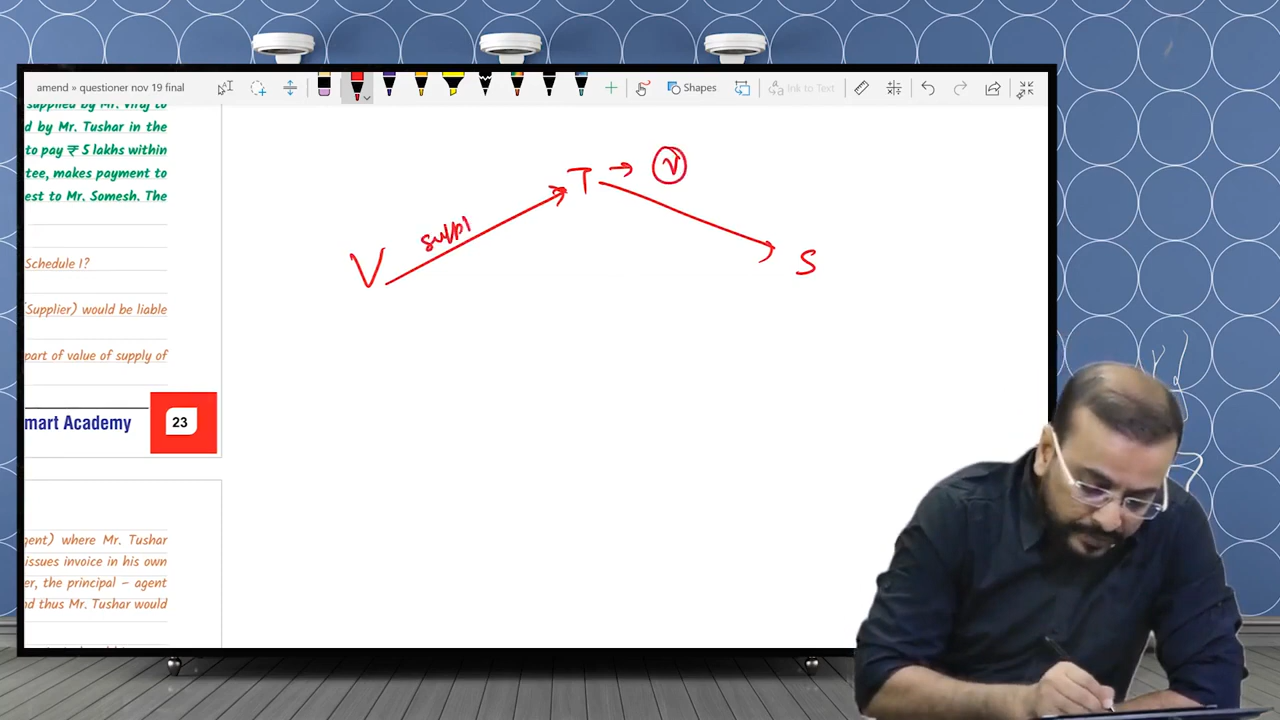 amend » questioner nov 19 final
Shapes
Ink to Text
supplied by Mr. Viraj to
d by Mr. Tushar in the
to pay ₹ 5 lakhs within
tee, makes payment to
est to Mr. Somesh. The
Schedule I?
(Supplier) would be liable
part of value of supply of
mart Academy
23
gent) where Mr. Tushar
issues invoice in his own
er, the principal – agent
nd thus Mr. Tushar would
T → V
suppl
V
S